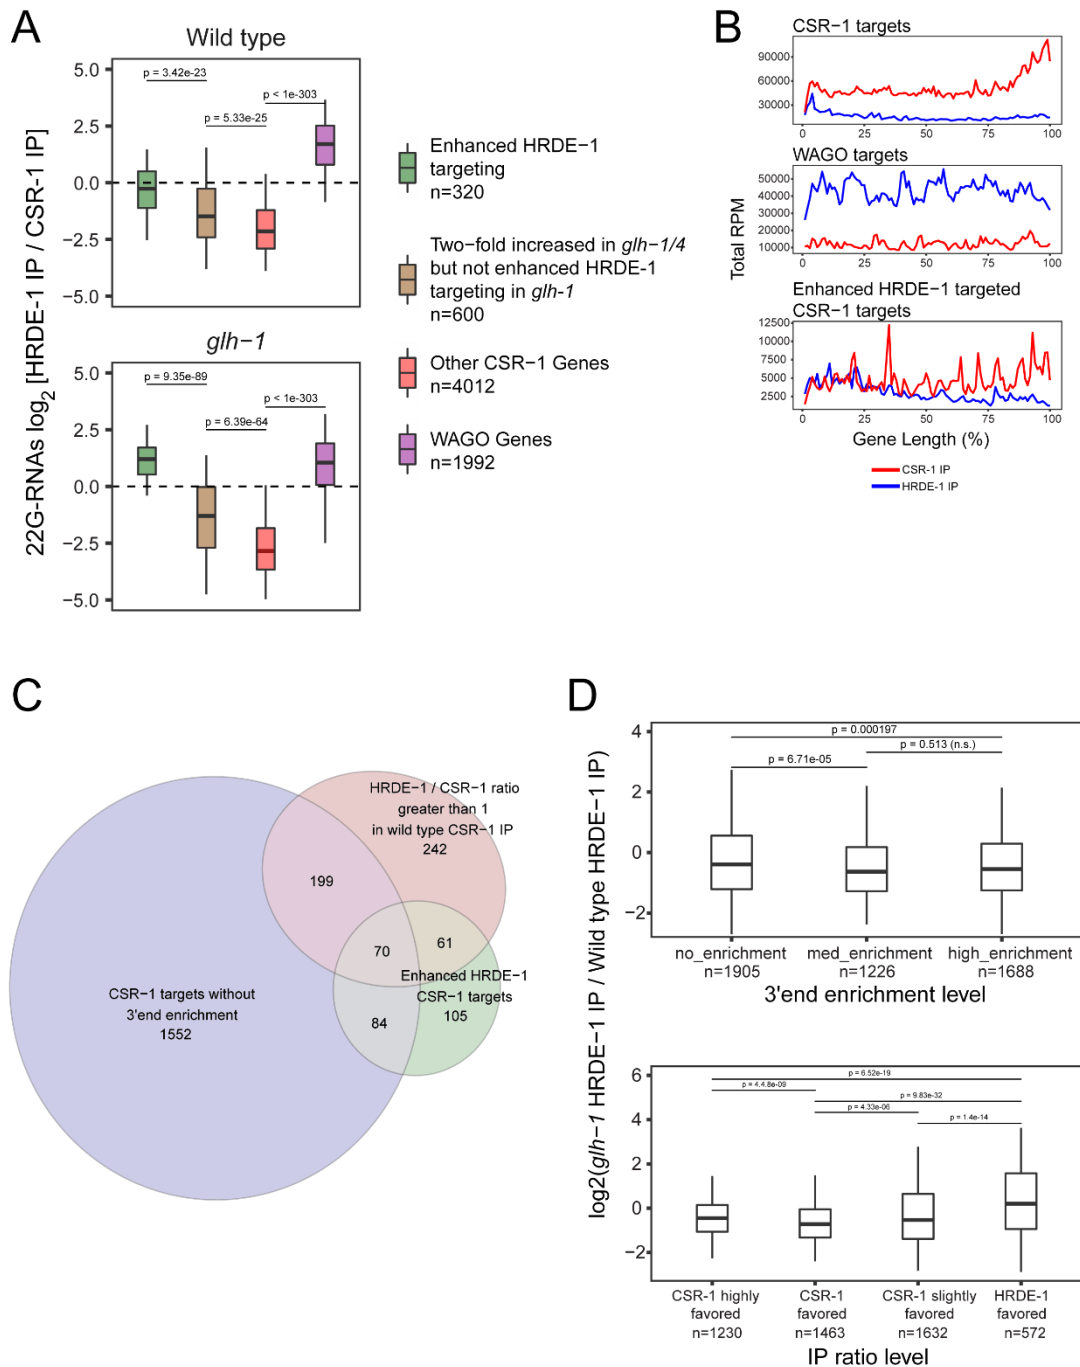 A
Wild type
22G-RNAs log2 [HRDE-1 IP / CSR-1 IP]
5.0
2.5
0.0
−2.5
−5.0
p = 3.42e-23
p = 5.33e-25
p < 1e-303
glh−1
5.0
2.5
0.0
−2.5
−5.0
p = 9.35e-89
p = 6.39e-64
p < 1e-303
Enhanced HRDE-1
targeting
n=320
Two-fold increased in glh-1/4
but not enhanced HRDE-1
targeting in glh-1
n=600
Other CSR-1 Genes
n=4012
WAGO Genes
n=1992
B
CSR−1 targets
90000
60000
30000
0 25 50 75 100
WAGO targets
50000
40000
30000
20000
10000
0 25 50 75 100
Total RPM
Enhanced HRDE−1 targeted
CSR−1 targets
12500
10000
7500
5000
2500
0 25 50 75 100
Gene Length (%)
CSR-1 IP
HRDE-1 IP
C
HRDE−1 / CSR−1 ratio
greater than 1
in wild type CSR−1 IP
242
199
70
61
Enhanced HRDE−1
CSR−1 targets
105
84
CSR−1 targets without
3'end enrichment
1552
D
log2(glh−1 HRDE−1 IP / Wild type HRDE−1 IP)
4
2
0
−2
p = 0.000197
p = 0.513 (n.s.)
p = 6.71e-05
no_enrichment
n=1905
med_enrichment
n=1226
high_enrichment
n=1688
3'end enrichment level
6
4
2
0
−2
p = 6.52e-19
p = 4.4.8e-09
p = 9.83e-32
p = 4.33e-06
p = 1.4e-14
CSR−1 highly
favored
n=1230
CSR−1
favored
n=1463
CSR−1 slightly
favored
n=1632
HRDE−1
favored
n=572
IP ratio level